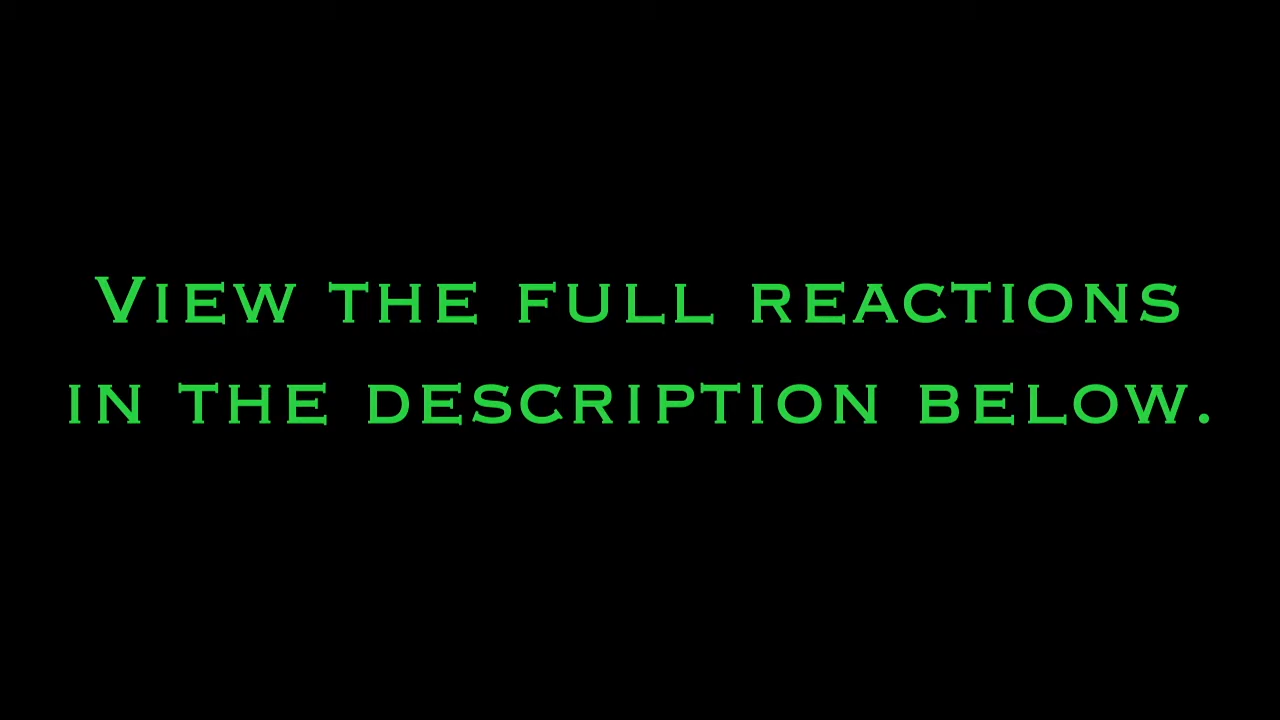 View the full reactions
in the description below.